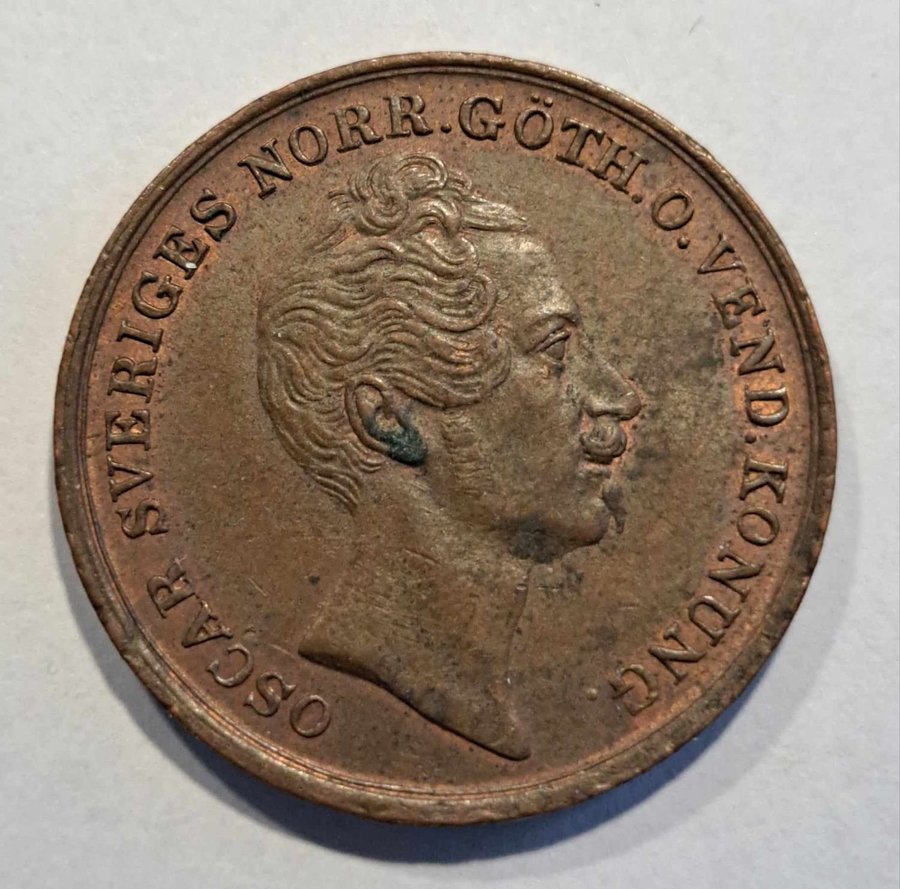 OSCAR SVERIGES NORR. GÖTH. O. VEND. KONUNG.